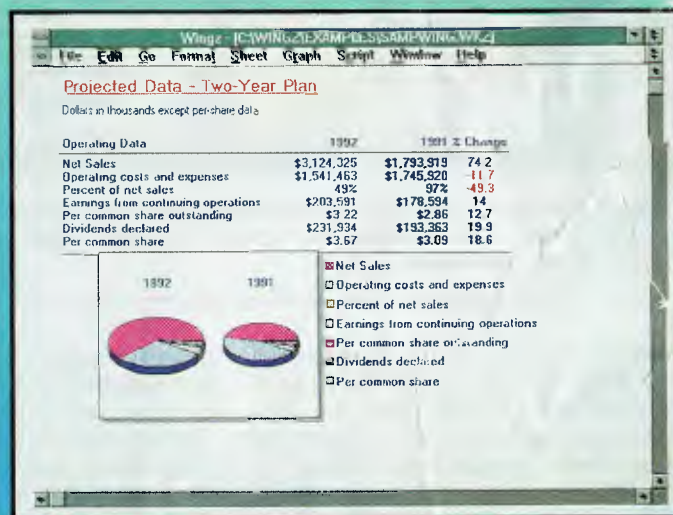 Wingz - [C:\WINGZ\EXAMPLES\SAMPWING.WKZ]
File Edit Go Format Sheet Graph Script Window Help
Projected Data - Two-Year Plan
Dollars in thousands except per-share data
Operating Data 1992 1991 % Change
Net Sales $3,124,325 $1,793,919 74.2
Operating costs and expenses $1,541,463 $1,745,920 -11.7
Percent of net sales 49% 97% -49.3
Earnings from continuing operations $203,591 $178,594 14
Per common share outstanding $3.22 $2.86 12.7
Dividends declared $231,934 $193,363 19.9
Per common share $3.67 $3.09 18.6
1992 1991
Net Sales
Operating costs and expenses
Percent of net sales
Earnings from continuing operations
Per common share outstanding
Dividends declared
Per common share